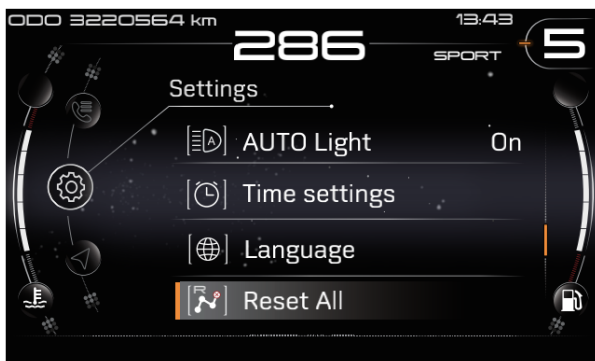 ODO 3220564 km
286
13:43
SPORT
5
Settings
A AUTO Light On
Time settings
Language
R Reset All